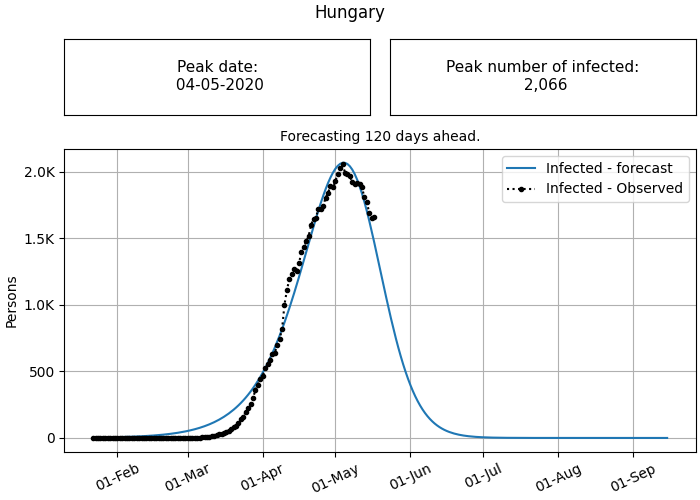 Hungary
Peak date:
04-05-2020
Peak number of infected:
2,066
Forecasting 120 days ahead.
Infected - forecast
Infected - Observed
Persons
2.0K
1.5K
1.0K
500
0
01-Feb
01-Mar
01-Apr
01-May
01-Jun
01-Jul
01-Aug
01-Sep